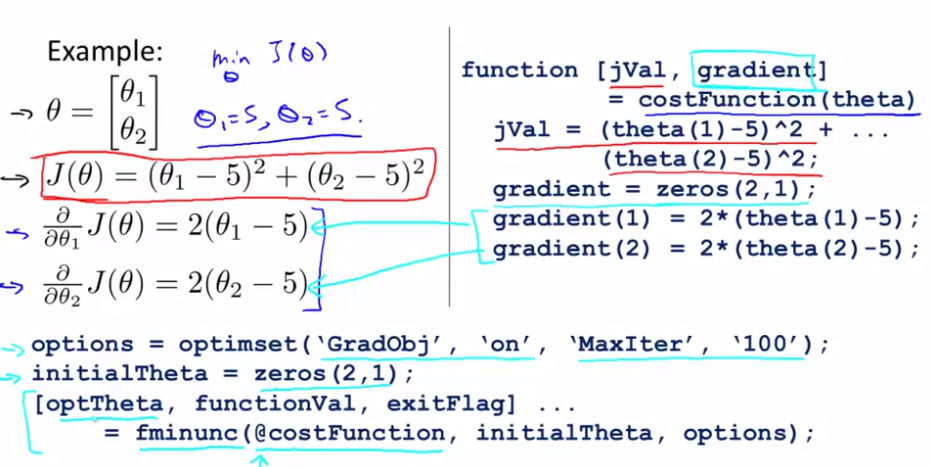 Example:
min J(θ)
θ
θ = [θ₁
θ₂]
θ₁=5, θ₂=5.
J(θ) = (θ₁ − 5)² + (θ₂ − 5)²
∂/∂θ₁ J(θ) = 2(θ₁ − 5)
∂/∂θ₂ J(θ) = 2(θ₂ − 5)
function [jVal, gradient]
= costFunction(theta)
jVal = (theta(1)-5)^2 + ...
(theta(2)-5)^2;
gradient = zeros(2,1);
gradient(1) = 2*(theta(1)-5);
gradient(2) = 2*(theta(2)-5);
options = optimset(‘GradObj’, ‘on’, ‘MaxIter’, ‘100’);
initialTheta = zeros(2,1);
[optTheta, functionVal, exitFlag] ...
= fminunc(@costFunction, initialTheta, options);